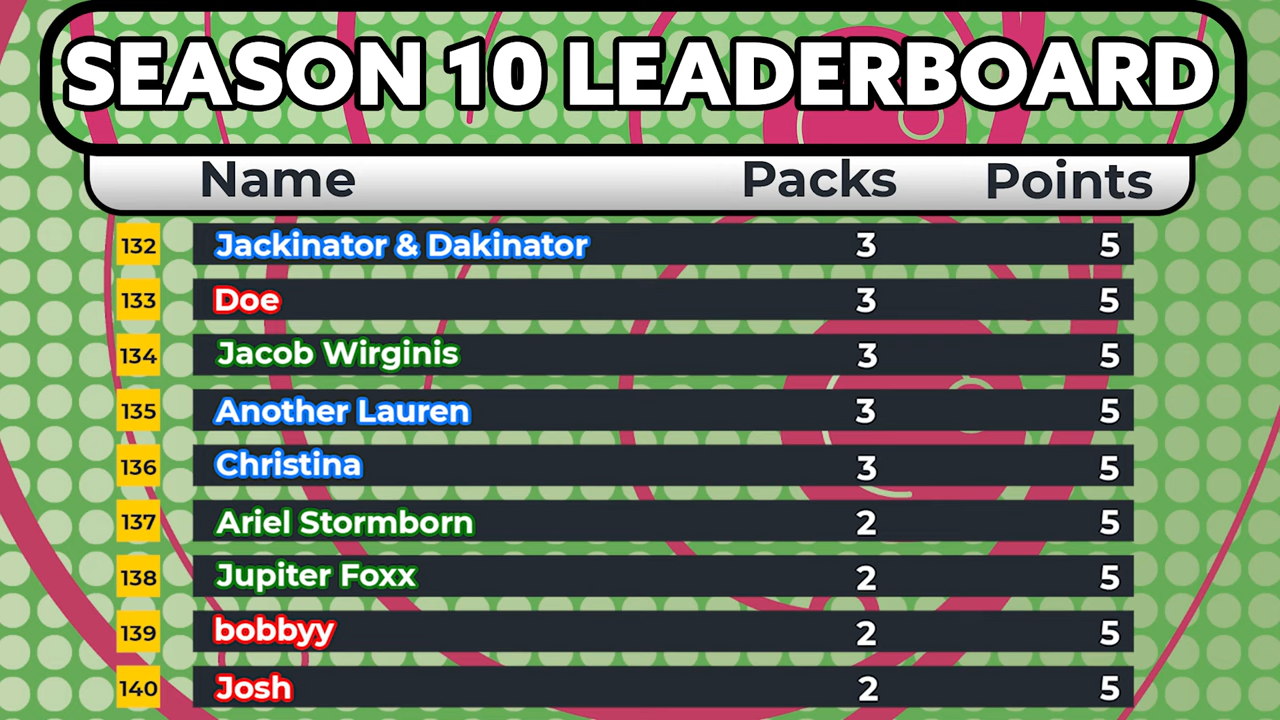 SEASON 10 LEADERBOARD
Name Packs Points
132 Jackinator & Dakinator 3 5
133 Doe 3 5
134 Jacob Wirginis 3 5
135 Another Lauren 3 5
136 Christina 3 5
137 Ariel Stormborn 2 5
138 Jupiter Foxx 2 5
139 bobbyy 2 5
140 Josh 2 5